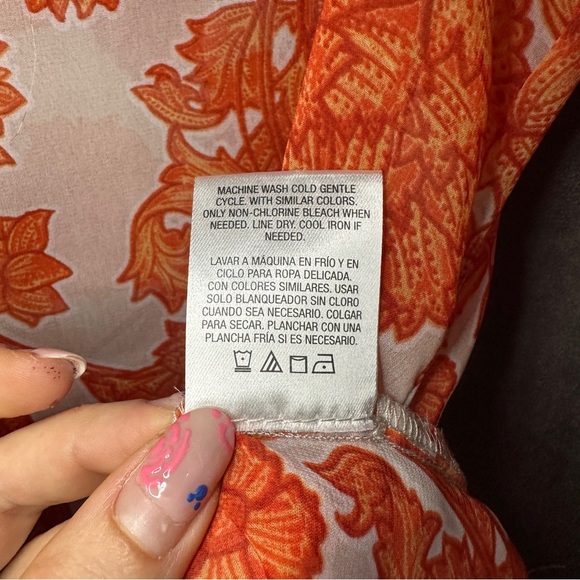 MACHINE WASH COLD GENTLE
CYCLE. WITH SIMILAR COLORS.
ONLY NON-CHLORINE BLEACH WHEN
NEEDED. LINE DRY. COOL IRON IF
NEEDED.
LAVAR A MÁQUINA EN FRÍO Y EN
CICLO PARA ROPA DELICADA.
CON COLORES SIMILARES. USAR
SOLO BLANQUEADOR SIN CLORO
CUANDO SEA NECESARIO. COLGAR
PARA SECAR. PLANCHAR CON UNA
PLANCHA FRÍA SI ES NECESARIO.